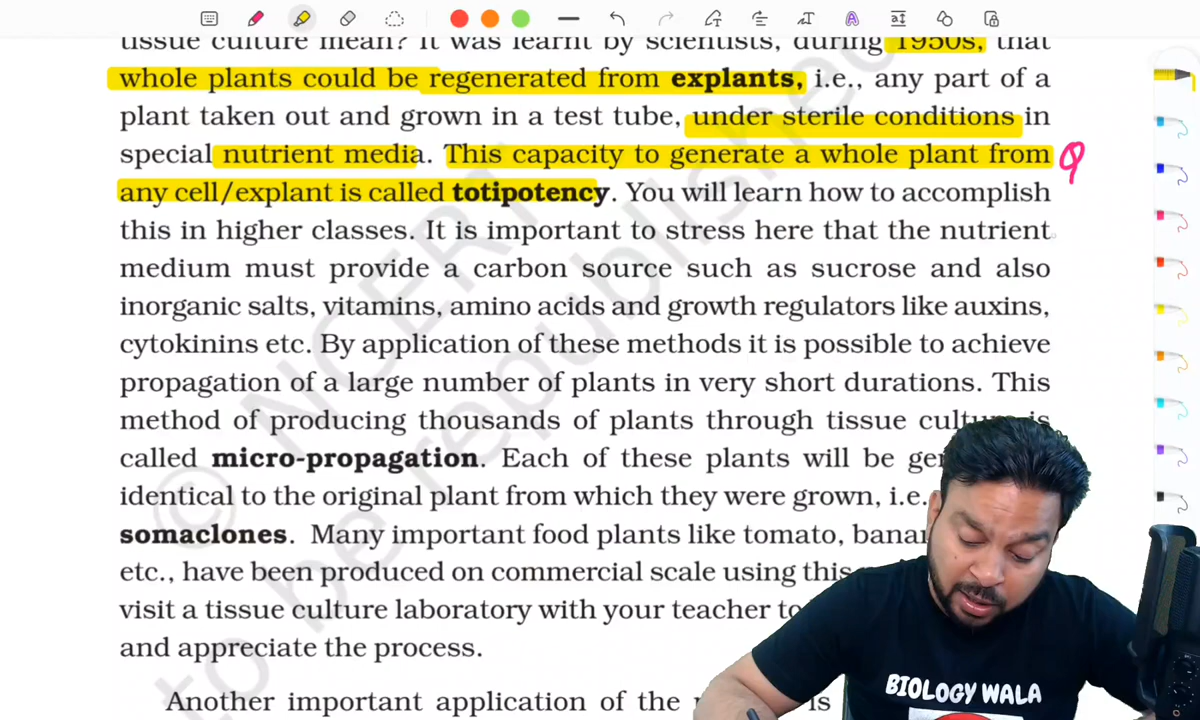 tissue culture mean? It was learnt by scientists, during 1950s, that
whole plants could be regenerated from explants, i.e., any part of a
plant taken out and grown in a test tube, under sterile conditions in
special nutrient media. This capacity to generate a whole plant from
any cell/explant is called totipotency. You will learn how to accomplish
this in higher classes. It is important to stress here that the nutrient
medium must provide a carbon source such as sucrose and also
inorganic salts, vitamins, amino acids and growth regulators like auxins,
cytokinins etc. By application of these methods it is possible to achieve
propagation of a large number of plants in very short durations. This
method of producing thousands of plants through tissue culture is
called micro-propagation. Each of these plants will be
identical to the original plant from which they were grown, i.e.
somaclones. Many important food plants like tomato,
etc., have been produced on commercial scale using this
visit a tissue culture laboratory with your teacher to
and appreciate the process.
Another important application of the is
© NCERT
to be republished
BIOLOGY WALA